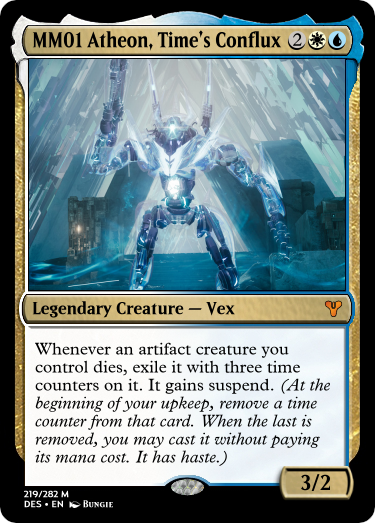 MM01 Atheon, Time's Conflux 2
Legendary Creature — Vex
Whenever an artifact creature you
control dies, exile it with three time
counters on it. It gains suspend. (At the
beginning of your upkeep, remove a time
counter from that card. When the last is
removed, you may cast it without paying
its mana cost. It has haste.)
3/2
219/282 M
DES • EN Bungie